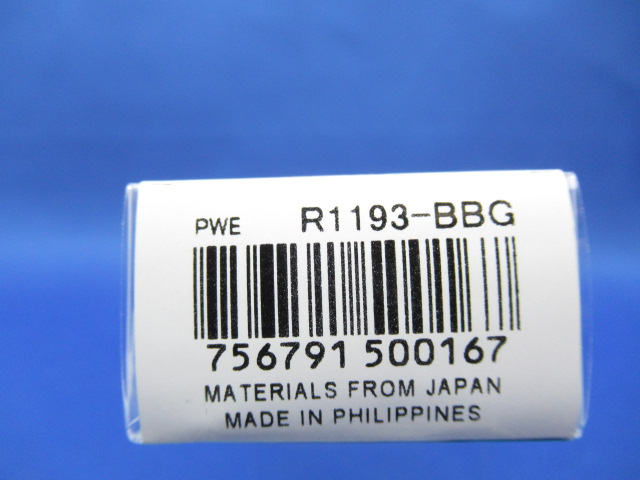 PWE R1193-BBG
756791 500167
MATERIALS FROM JAPAN
MADE IN PHILIPPINES